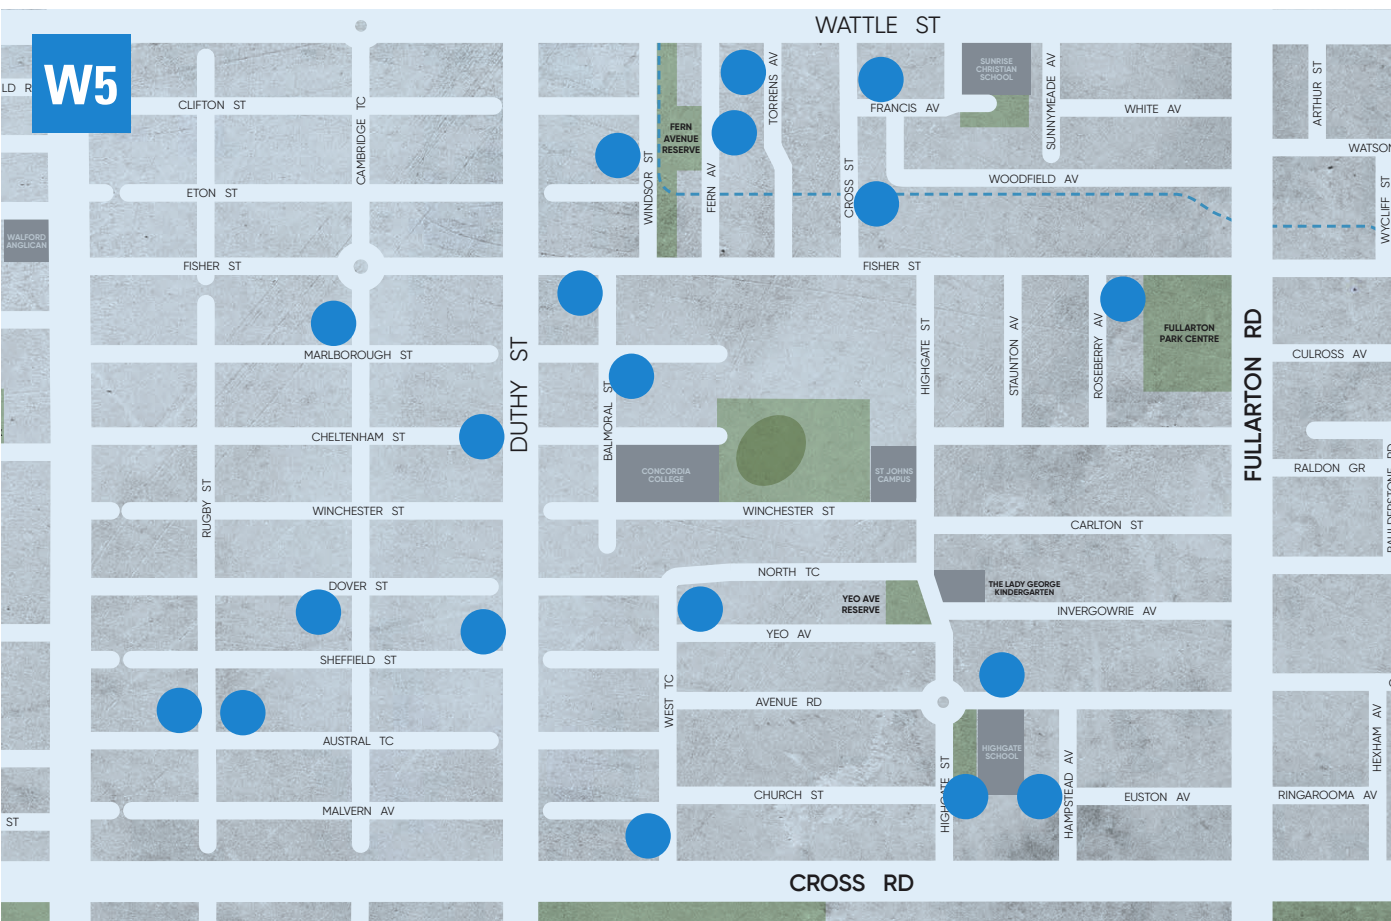 WATTLE ST
W5
LD R
CLIFTON ST
CAMBRIDGE TC
ETON ST
WALFORD
ANGLICAN
FISHER ST
MARLBOROUGH ST
CHELTENHAM ST
RUGBY ST
WINCHESTER ST
DOVER ST
SHEFFIELD ST
AUSTRAL TC
MALVERN AV
ST
DUTHY ST
WINDSOR ST
FERN
AVENUE
RESERVE
FERN AV
TORRENS AV
CROSS ST
FRANCIS AV
SUNRISE
CHRISTIAN
SCHOOL
SUNNYMEADE AV
WHITE AV
WOODFIELD AV
FISHER ST
BALMORAL ST
CONCORDIA
COLLEGE
ST JOHNS
CAMPUS
WINCHESTER ST
HIGHGATE ST
STAUNTON AV
ROSEBERRY AV
FULLARTON
PARK CENTRE
CARLTON ST
NORTH TC
THE LADY GEORGE
KINDERGARTEN
YEO AVE
RESERVE
INVERGOWRIE AV
YEO AV
WEST TC
AVENUE RD
HIGHGATE
SCHOOL
HIGHGATE ST
HAMPSTEAD AV
CHURCH ST
EUSTON AV
FULLARTON RD
ARTHUR ST
WATSON
WYCLIFF ST
CULROSS AV
RALDON GR
BAULDERSTONE RD
HEXHAM AV
RINGAROOMA AV
CROSS RD